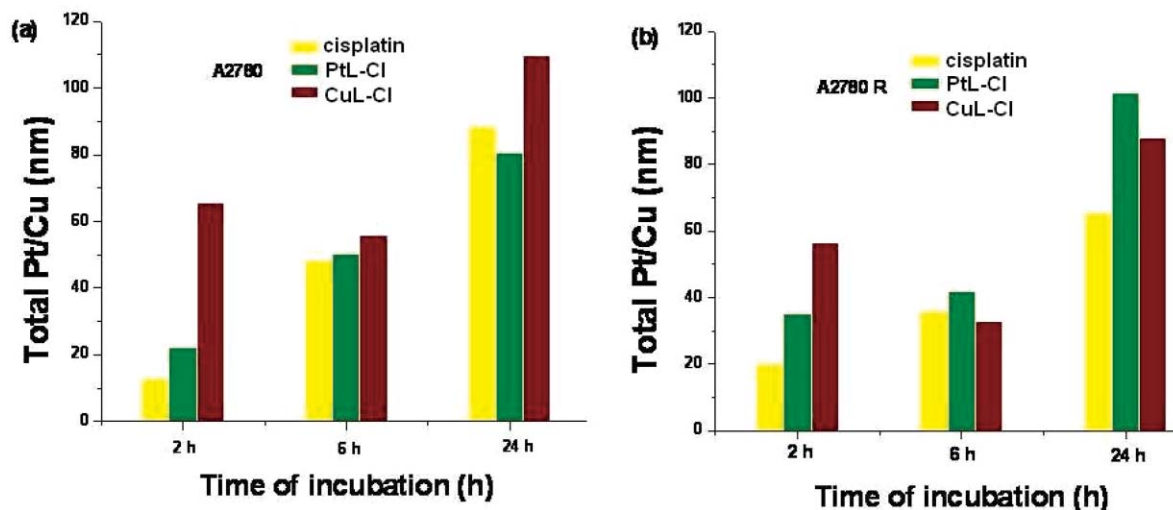 (a)
120
100
80
60
40
20
0
Total Pt/Cu (nm)
A2780
cisplatin
PtL-Cl
CuL-Cl
2 h
6 h
24 h
Time of incubation (h)
(b)
120
100
80
60
40
20
0
Total Pt/Cu (nm)
A2780 R
cisplatin
PtL-Cl
CuL-Cl
2 h
6 h
24 h
Time of incubation (h)